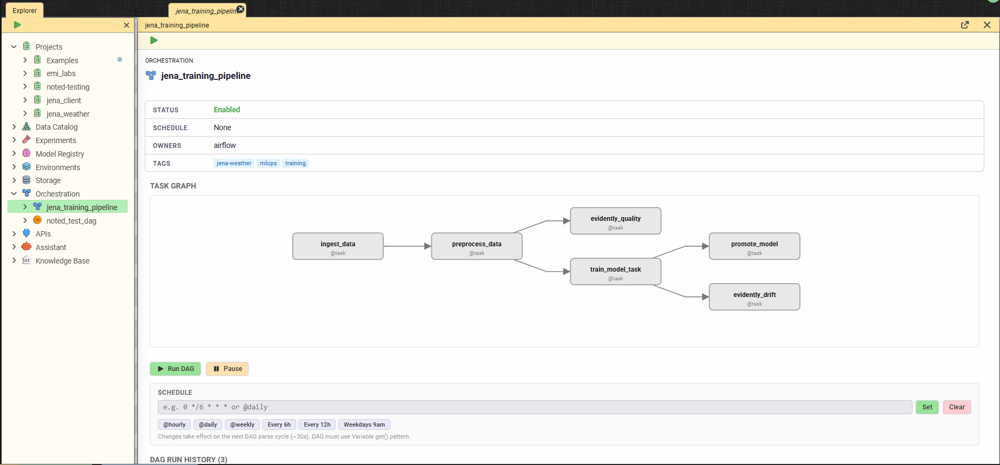 Explorer
jena_training_pipeline
jena_training_pipeline
Projects
Examples
emi_labs
noted-testing
jena_client
jena_weather
Data Catalog
Experiments
Model Registry
Environments
Storage
Orchestration
jena_training_pipeline
noted_test_dag
APIs
Assistant
Knowledge Base
ORCHESTRATION
jena_training_pipeline
STATUS Enabled
SCHEDULE None
OWNERS airflow
TAGS jena-weather mlops training
TASK GRAPH
ingest_data
@task
preprocess_data
@task
evidently_quality
@task
train_model_task
@task
promote_model
@task
evidently_drift
@task
Run DAG Pause
SCHEDULE
e.g. 0 */6 * * * or @daily Set Clear
@hourly @daily @weekly Every 6h Every 12h Weekdays 9am
Changes take effect on the next DAG parse cycle (~30s). DAG must use Variable.get() pattern.
DAG RUN HISTORY (3)